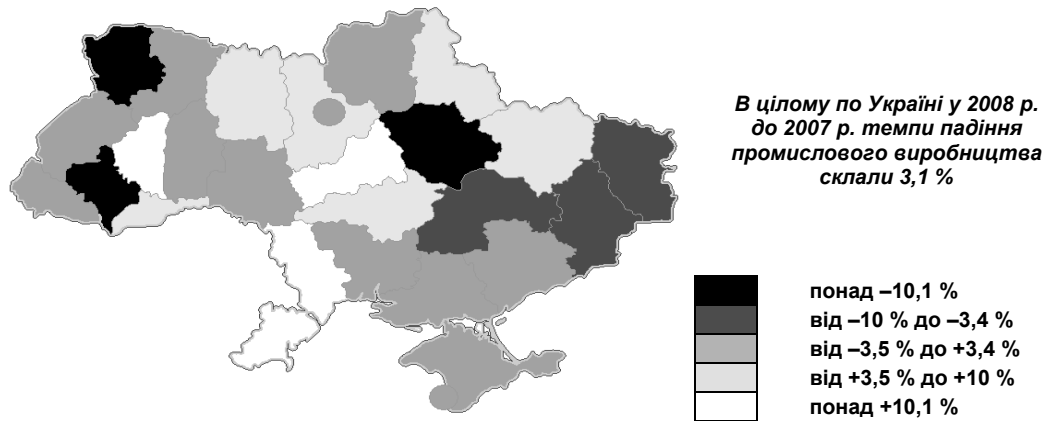 В цілому по Україні у 2008 р.
до 2007 р. темпи падіння
промислового виробництва
склали 3,1 %
понад –10,1 %
від –10 % до –3,4 %
від –3,5 % до +3,4 %
від +3,5 % до +10 %
понад +10,1 %